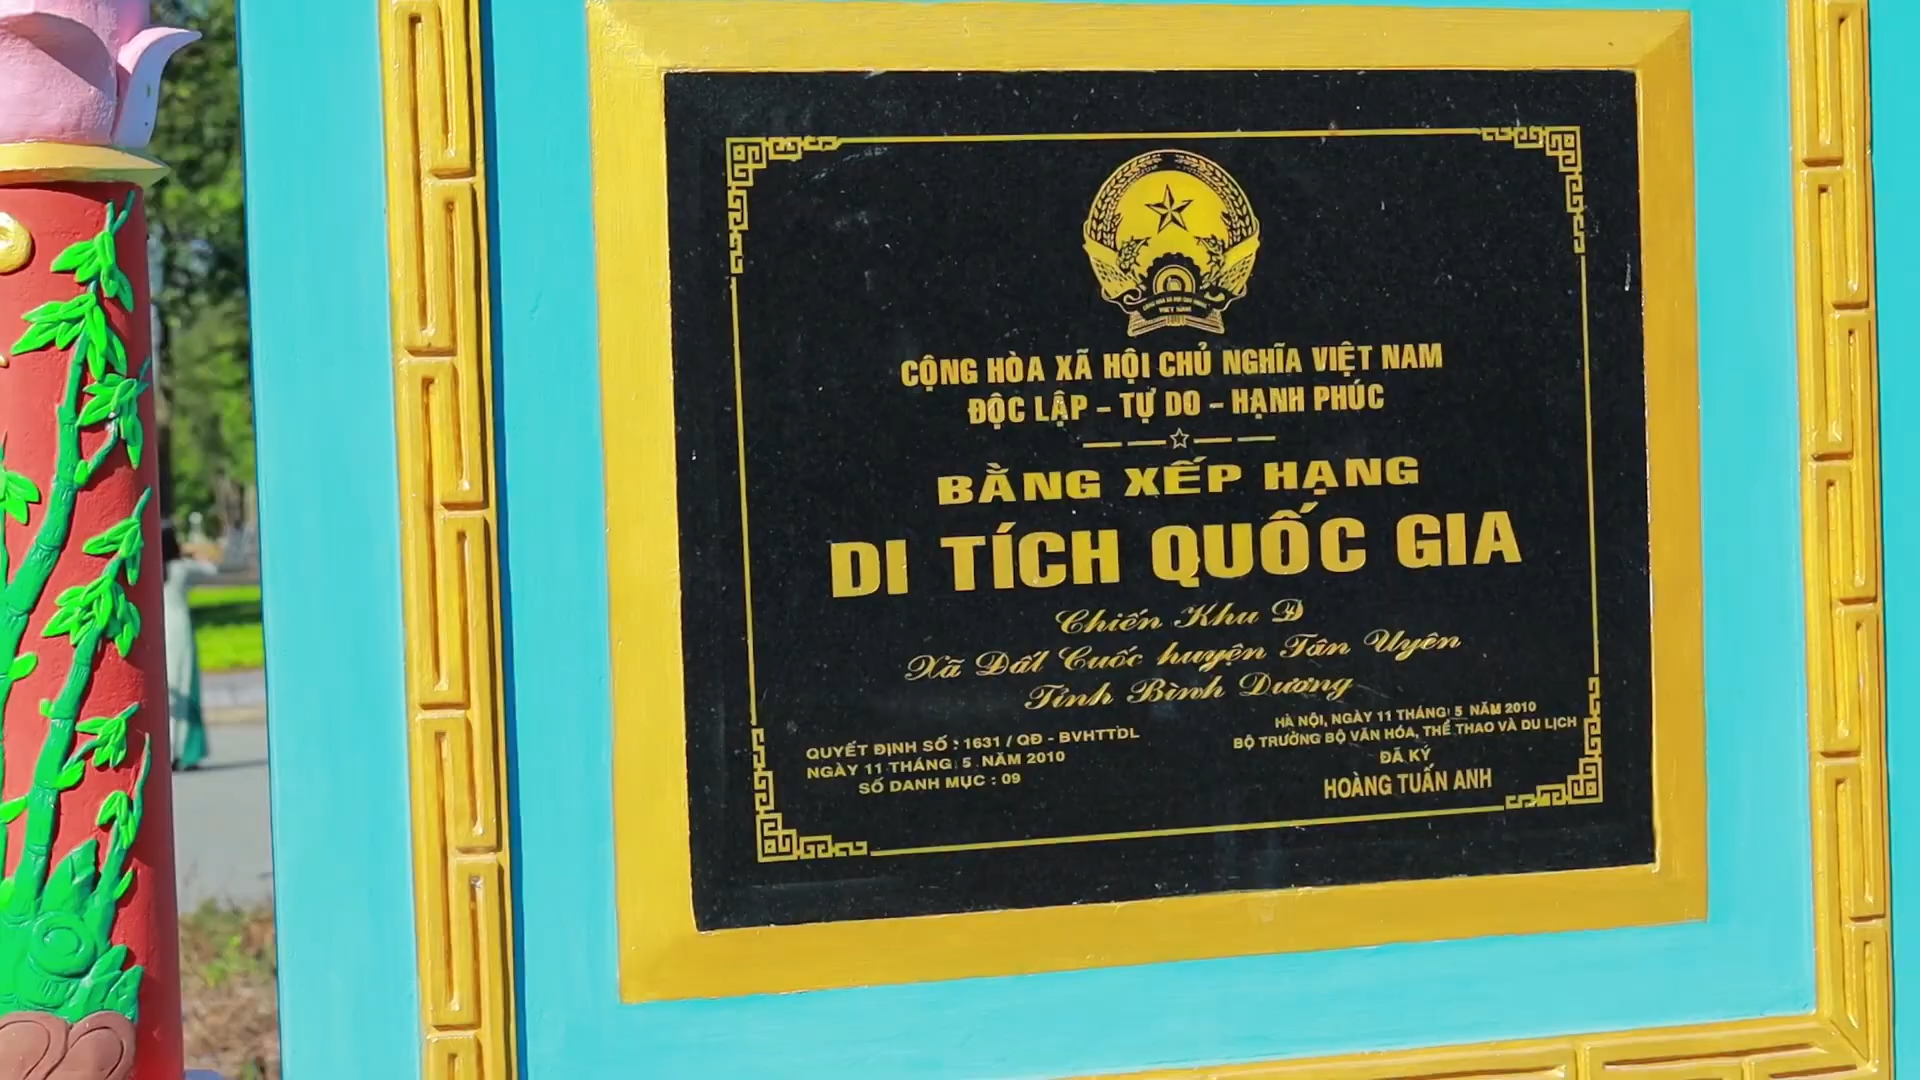 CỘNG HÒA XÃ HỘI CHỦ NGHĨA VIỆT NAM
ĐỘC LẬP - TỰ DO - HẠNH PHÚC
BẰNG XẾP HẠNG
DI TÍCH QUỐC GIA
Chiến Khu Đ
Xã Đất Cuốc huyện Tân Uyên
Tỉnh Bình Dương
QUYẾT ĐỊNH SỐ : 1631 / QĐ - BVHTTDL
NGÀY 11 THÁNG 5 NĂM 2010
SỐ DANH MỤC : 09
HÀ NỘI, NGÀY 11 THÁNG 5 NĂM 2010
BỘ TRƯỞNG BỘ VĂN HÓA, THỂ THAO VÀ DU LỊCH
ĐÃ KÝ
HOÀNG TUẤN ANH